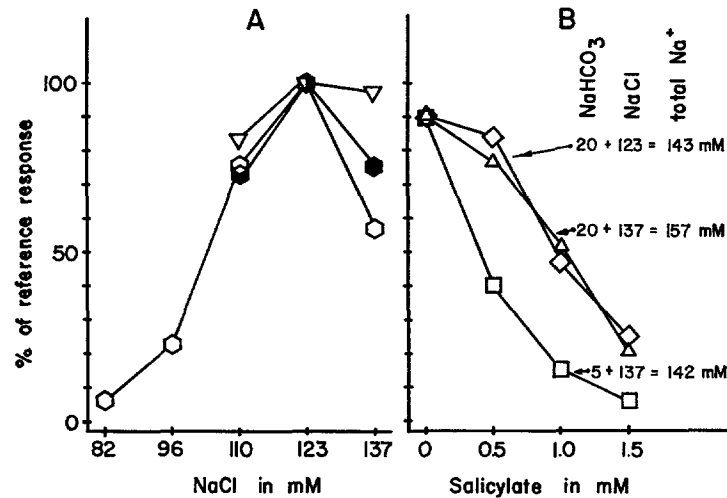 A
B
% of reference response
100
50
0
82 96 110 123 137
NaCl in mM
NaHCO3
NaCl
total Na+
20 + 123 = 143 mM
20 + 137 = 157 mM
5 + 137 = 142 mM
0 0.5 1.0 1.5
Salicylate in mM